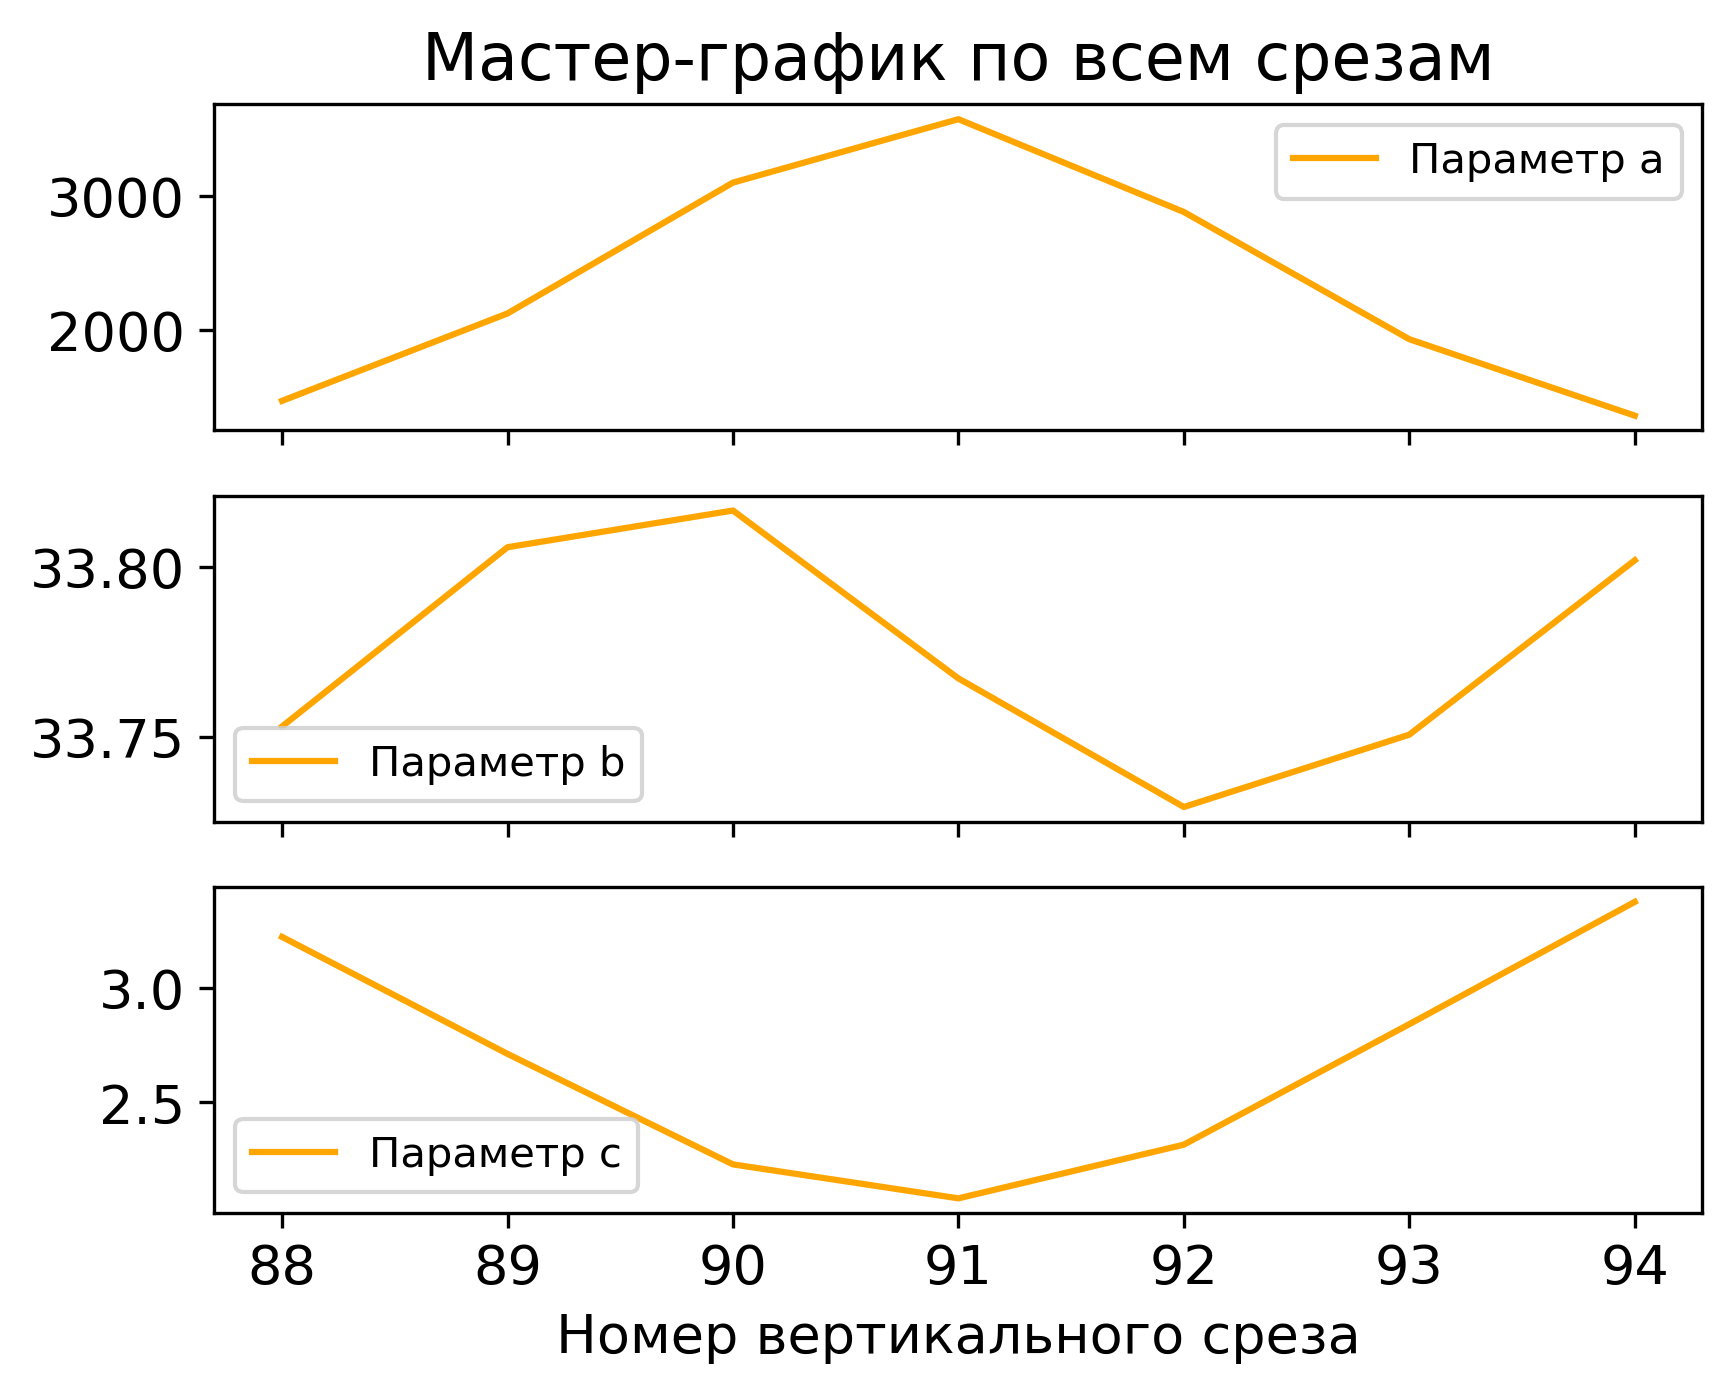 Мастер-график по всем срезам
3000
2000
Параметр a
33.80
33.75
Параметр b
3.0
2.5
Параметр c
88 89 90 91 92 93 94
Номер вертикального среза